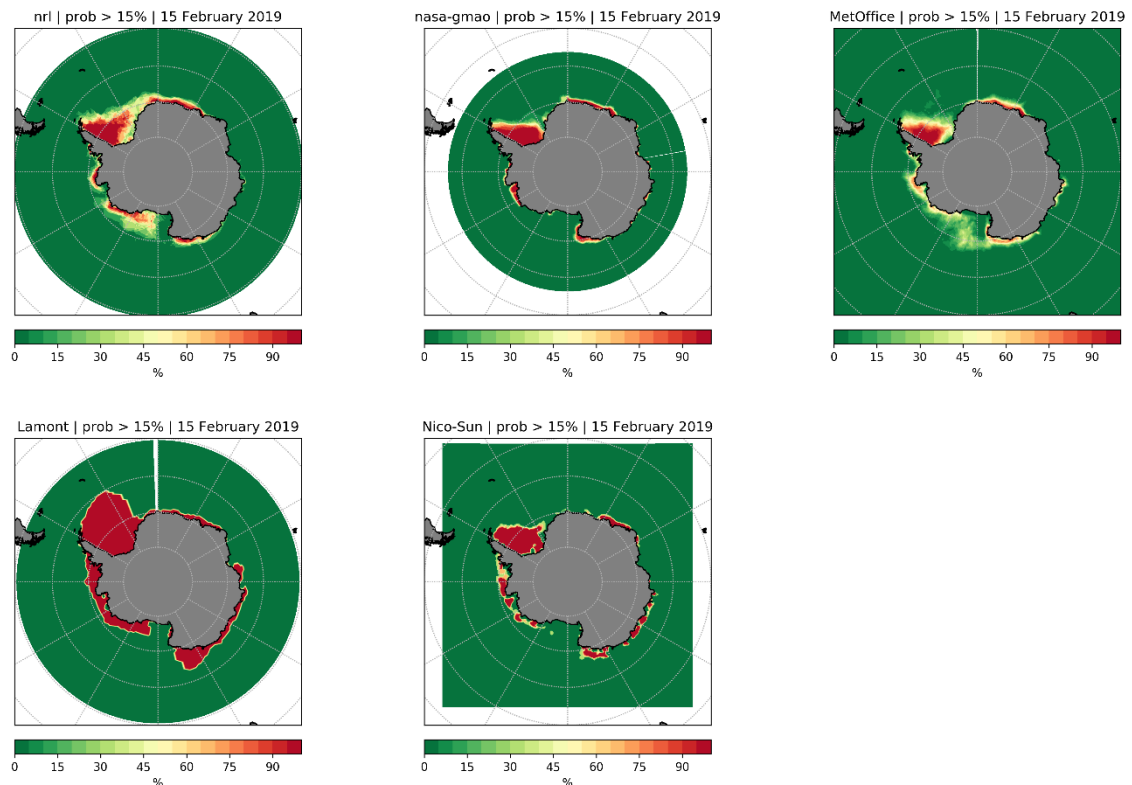 nrl | prob > 15% | 15 February 2019
nasa-gmao | prob > 15% | 15 February 2019
MetOffice | prob > 15% | 15 February 2019
0 15 30 45 60 75 90
%
0 15 30 45 60 75 90
%
0 15 30 45 60 75 90
%
Lamont | prob > 15% | 15 February 2019
Nico-Sun | prob > 15% | 15 February 2019
0 15 30 45 60 75 90
%
0 15 30 45 60 75 90
%